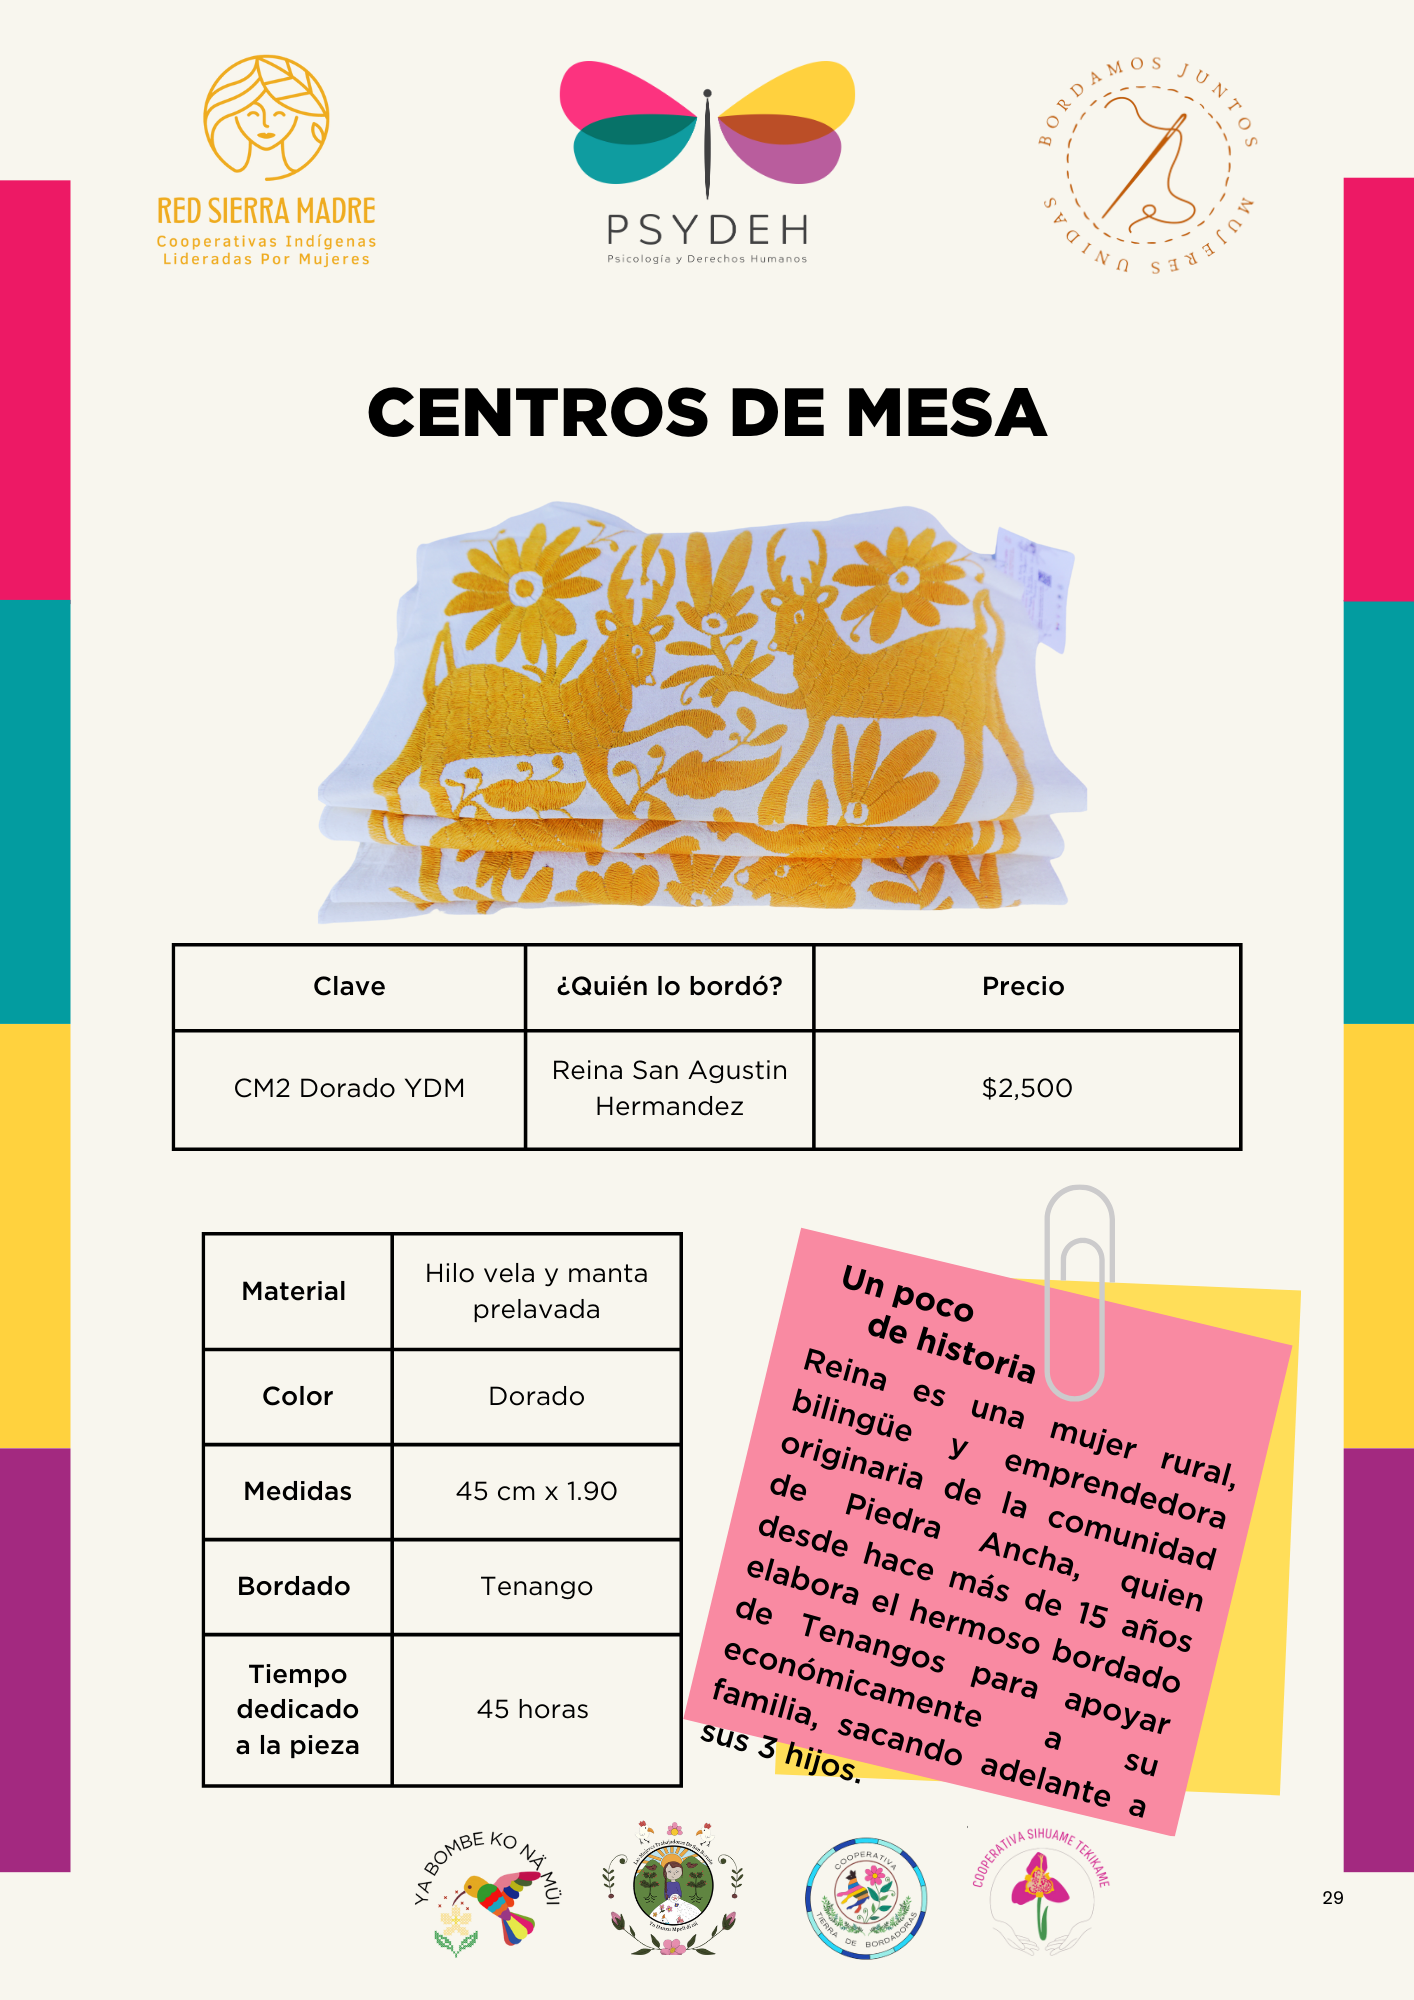 RED SIERRA MADRE
Cooperativas Indígenas
Lideradas Por Mujeres
PSYDEH
Psicología y Derechos Humanos
BORDAMOS JUNTOS
MUJERES UNIDAS
CENTROS DE MESA
Clave
¿Quién lo bordó?
Precio
CM2 Dorado YDM
Reina San Agustin
Hermandez
$2,500
Material
Hilo vela y manta
prelavada
Color
Dorado
Medidas
45 cm x 1.90
Bordado
Tenango
Tiempo
dedicado
a la pieza
45 horas
Un poco
de historia
Reina es una mujer rural,
bilingüe y emprendedora
originaria de la comunidad
de Piedra Ancha, quien
desde hace más de 15 años
elabora el hermoso bordado
de Tenangos para apoyar
económicamente a su
familia, sacando adelante a
sus 3 hijos.
YA BOMBE KO NÄ MÜI
COOPERATIVA
TIERRA DE BORDADORAS
COOPERATIVA SIHUAME TEKIKAME
29